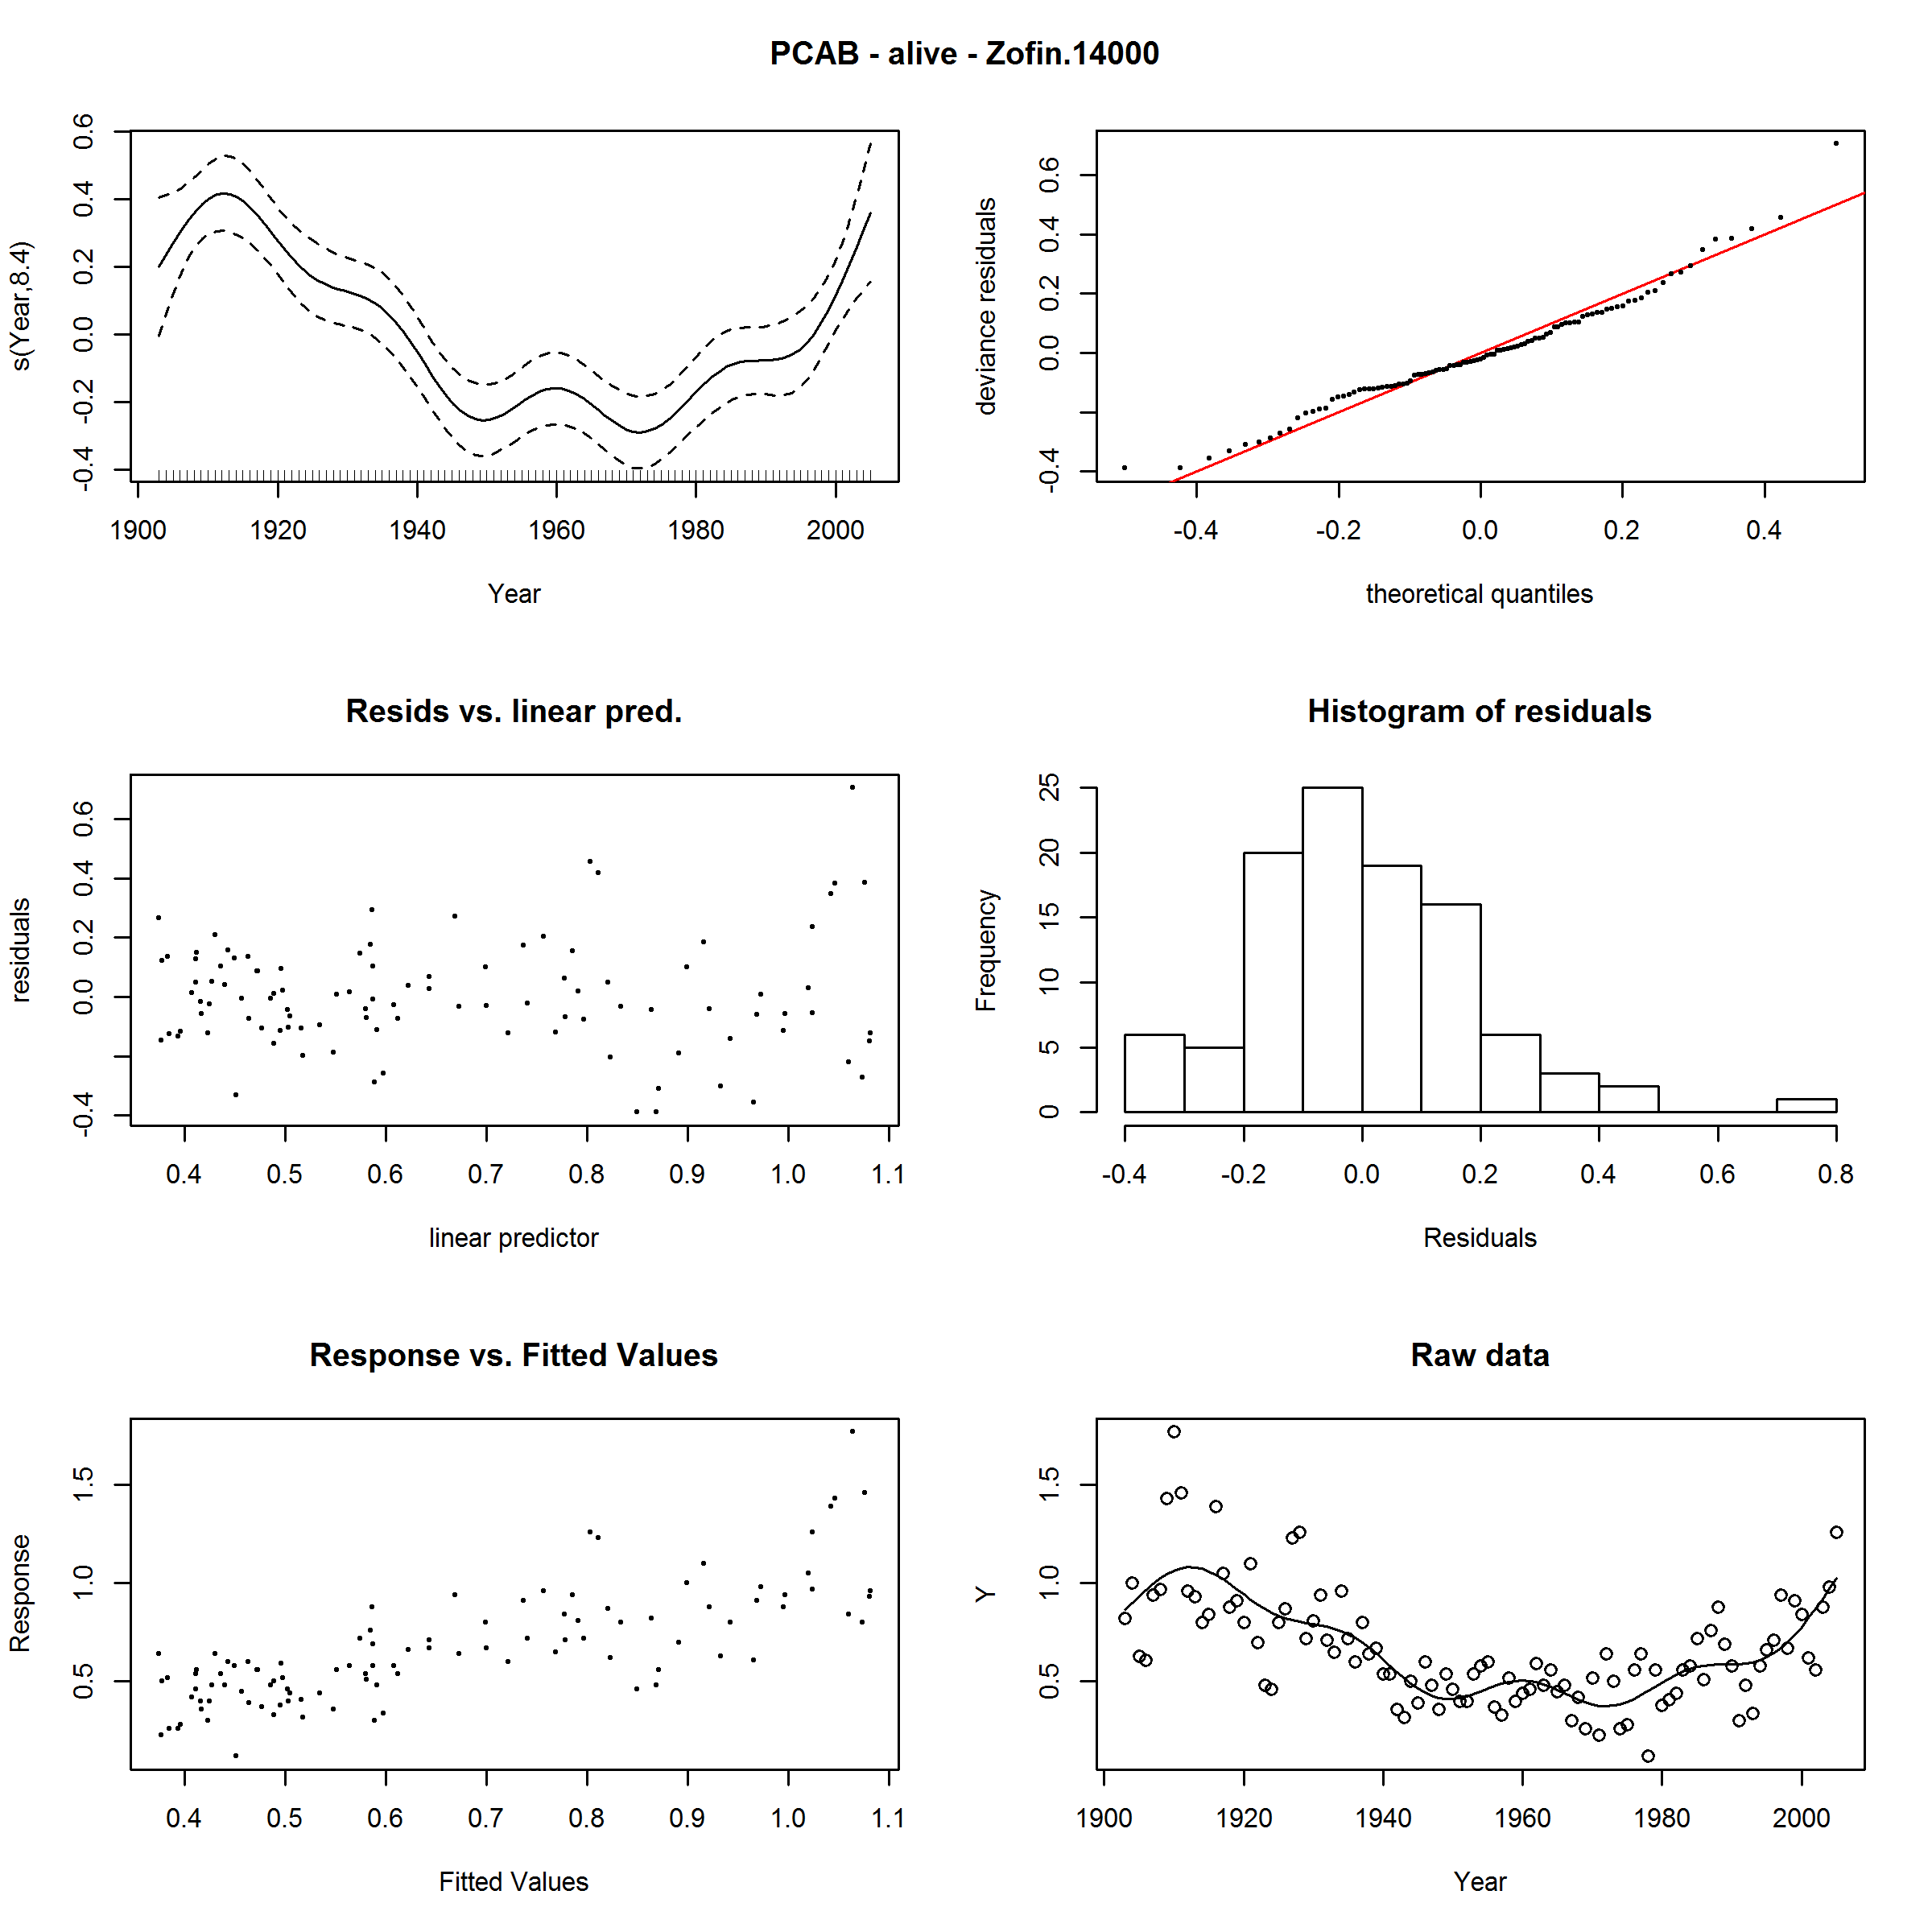 PCAB - alive - Zofin.14000
s(Year,8.4)
-0.4 -0.2 0.0 0.2 0.4 0.6
1900 1920 1940 1960 1980 2000
Year
deviance residuals
-0.4 0.0 0.2 0.4 0.6
-0.4 -0.2 0.0 0.2 0.4
theoretical quantiles
Resids vs. linear pred.
residuals
-0.4 0.0 0.2 0.4 0.6
0.4 0.5 0.6 0.7 0.8 0.9 1.0 1.1
linear predictor
Histogram of residuals
Frequency
0 5 10 15 20 25
-0.4 -0.2 0.0 0.2 0.4 0.6 0.8
Residuals
Response vs. Fitted Values
Response
0.5 1.0 1.5
0.4 0.5 0.6 0.7 0.8 0.9 1.0 1.1
Fitted Values
Raw data
Y
0.5 1.0 1.5
1900 1920 1940 1960 1980 2000
Year